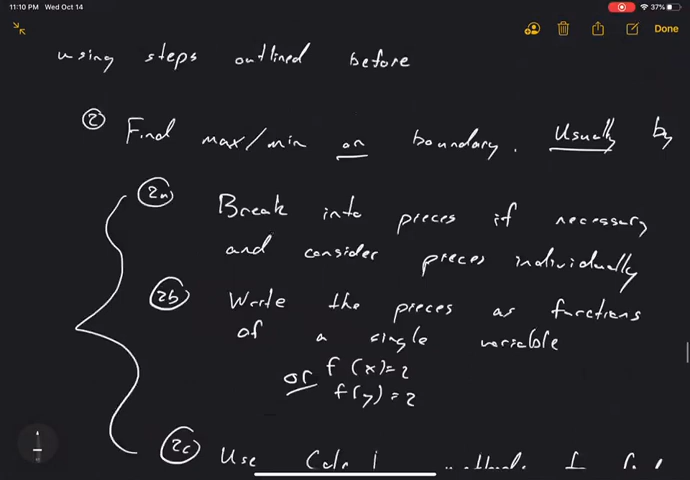 11:10 PM Wed Oct 14
37%
Done
using steps outlined before
② Find max/min on boundary. Usually by
2a Break into pieces if necessary
and consider pieces individually
2b Write the pieces as functions
of a single variable
or f(x)=z
f(y)=z
2c Use Calc I